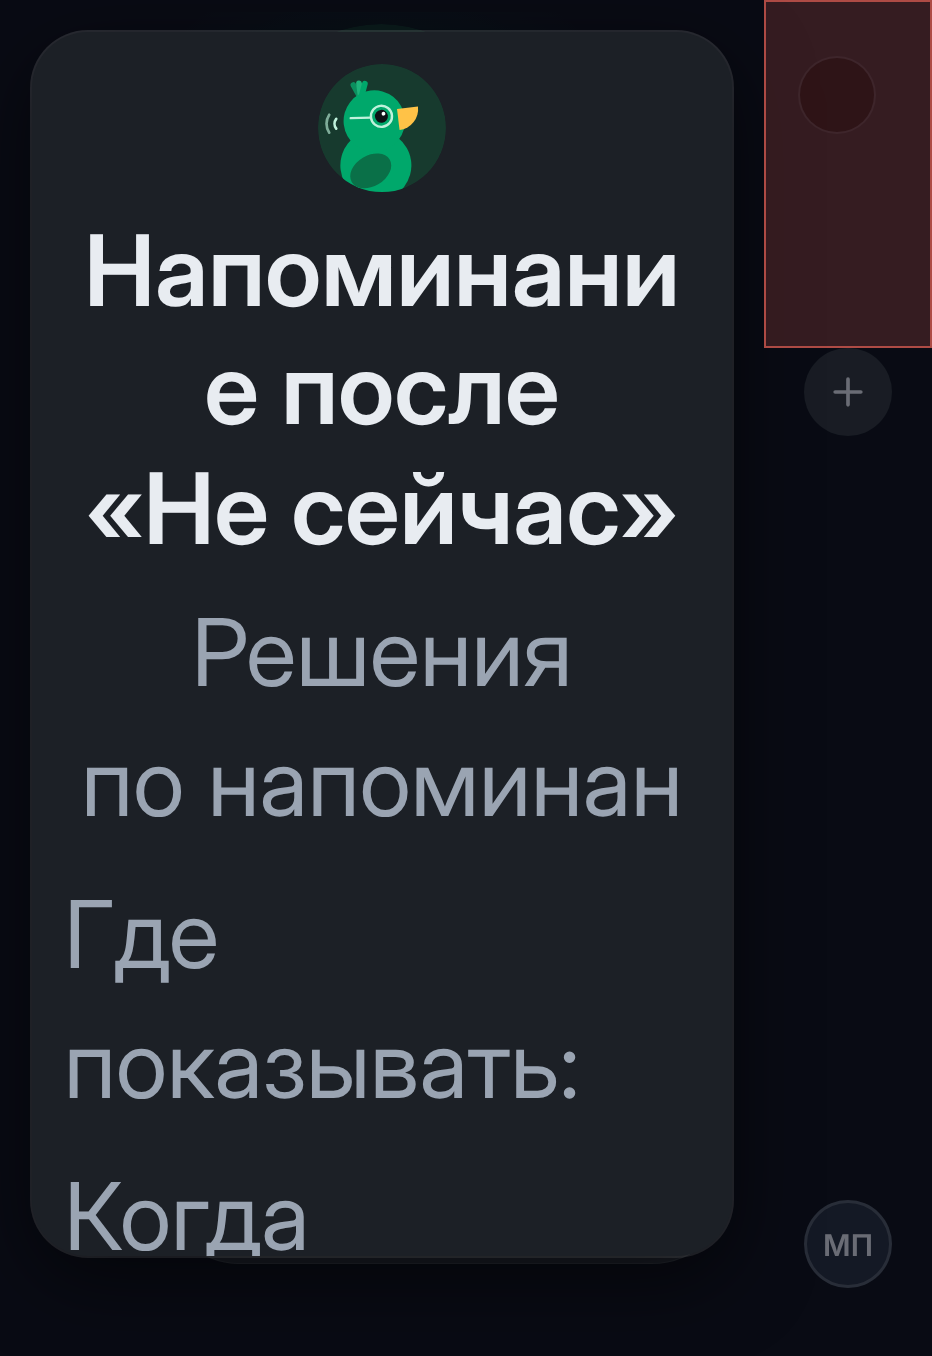 Напоминани
е после
«Не сейчас»
Решения
по напоминан
Где
показывать:
Когда
МП